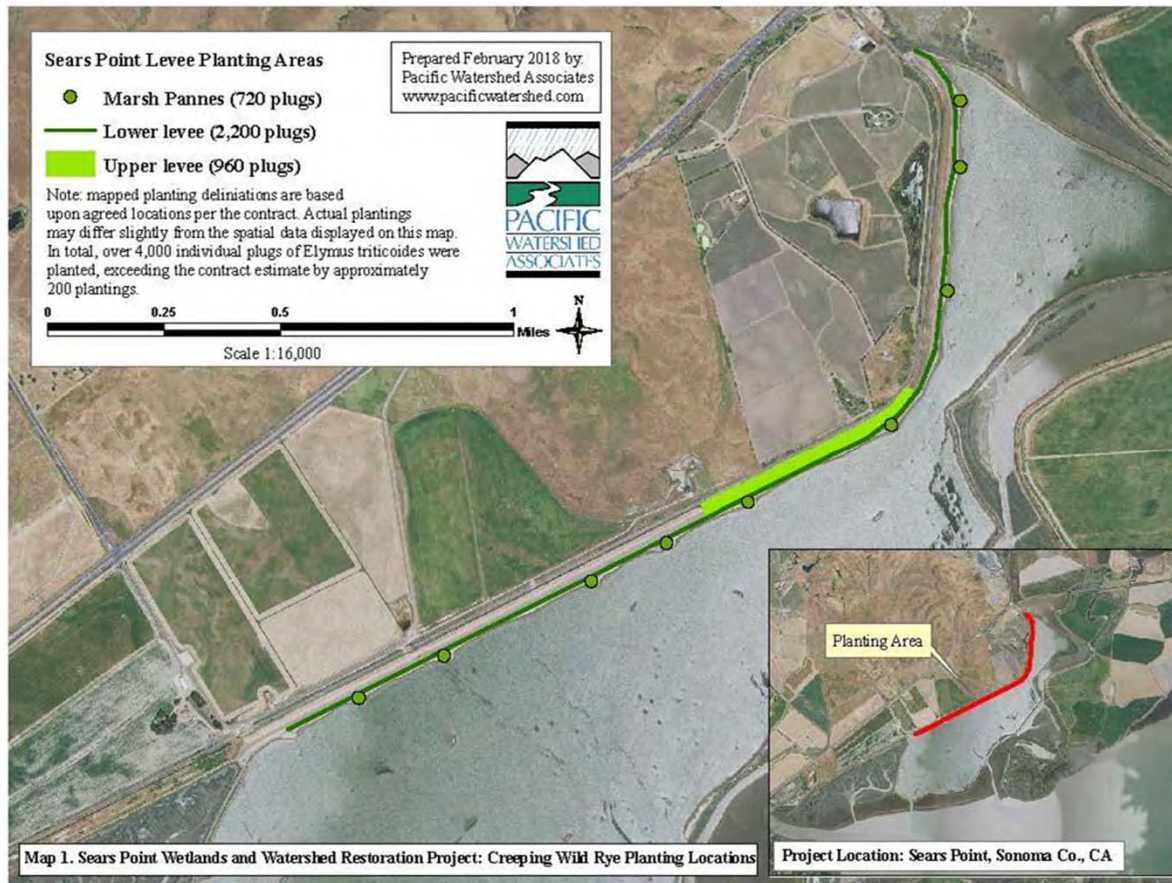 Sears Point Levee Planting Areas
Marsh Pannes (720 plugs)
Lower levee (2,200 plugs)
Upper levee (960 plugs)
Note: mapped planting deliniations are based
upon agreed locations per the contract. Actual plantings
may differ slightly from the spatial data displayed on this map.
In total, over 4,000 individual plugs of Elymus triticoides were
planted, exceeding the contract estimate by approximately
200 plantings.
0 0.25 0.5 1
Miles
Scale 1:16,000
N
Prepared February 2018 by:
Pacific Watershed Associates
www.pacificwatershed.com
PACIFIC
WATERSHED
ASSOCIATES
Planting Area
Map 1. Sears Point Wetlands and Watershed Restoration Project: Creeping Wild Rye Planting Locations
Project Location: Sears Point, Sonoma Co., CA